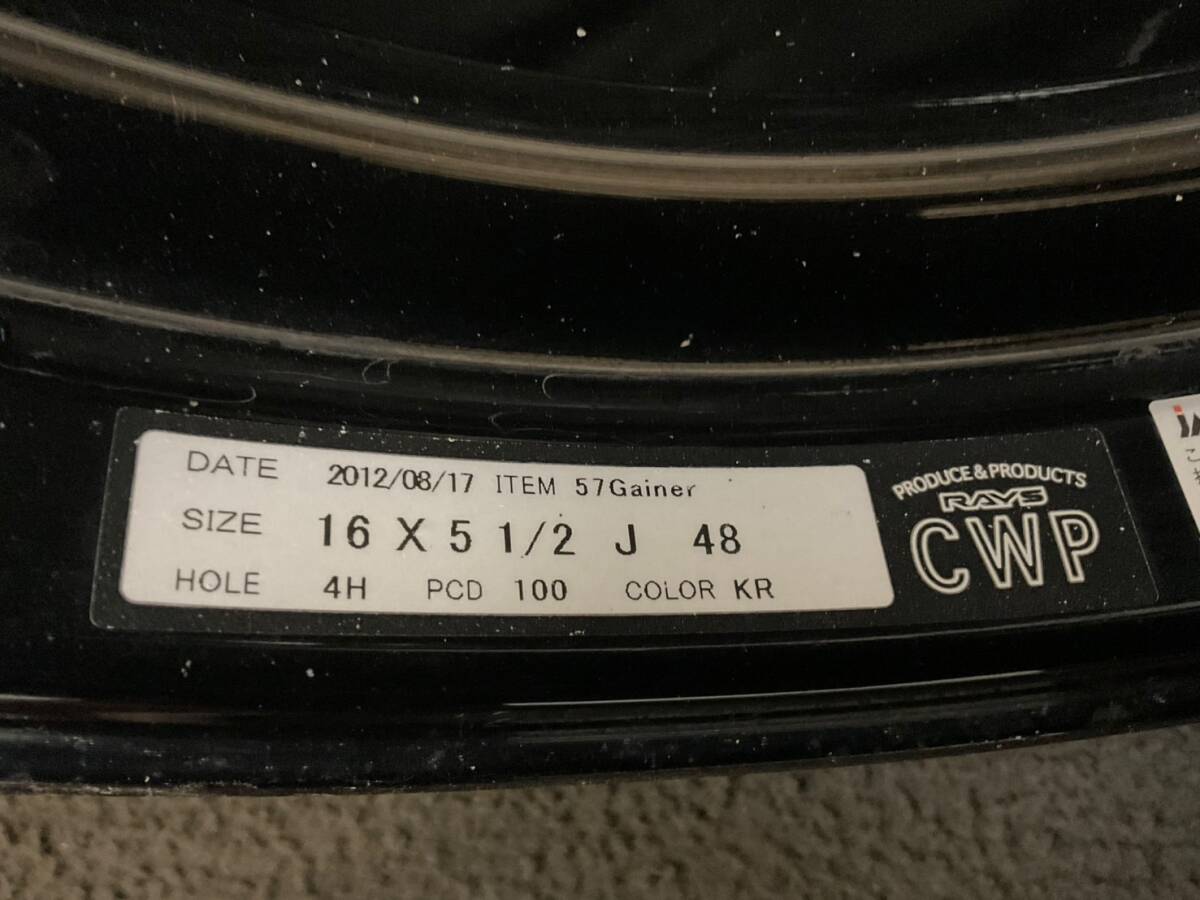 DATE 2012/08/17 ITEM 57Gainer
SIZE 16 X 5 1/2 J 48
HOLE 4H PCD 100 COLOR KR
PRODUCE & PRODUCTS
RAYS
CWP
こ